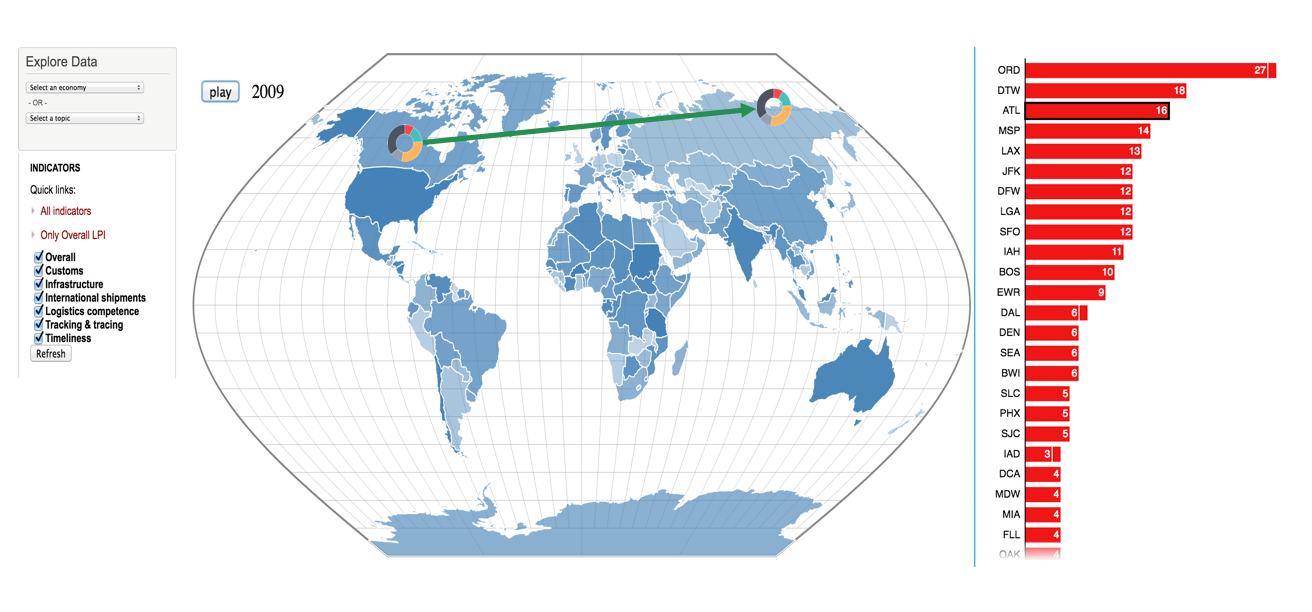 Explore Data
Select an economy
- OR -
Select a topic
INDICATORS
Quick links:
All indicators
Only Overall LPI
Overall
Customs
Infrastructure
International shipments
Logistics competence
Tracking & tracing
Timeliness
Refresh
play 2009
ORD 27
DTW 18
ATL 16
MSP 14
LAX 13
JFK 12
DFW 12
LGA 12
SFO 12
IAH 11
BOS 10
EWR 9
DAL 6
DEN 6
SEA 6
BWI 6
SLC 5
PHX 5
SJC 5
IAD 3
DCA 4
MDW 4
MIA 4
FLL 4
OAK 4